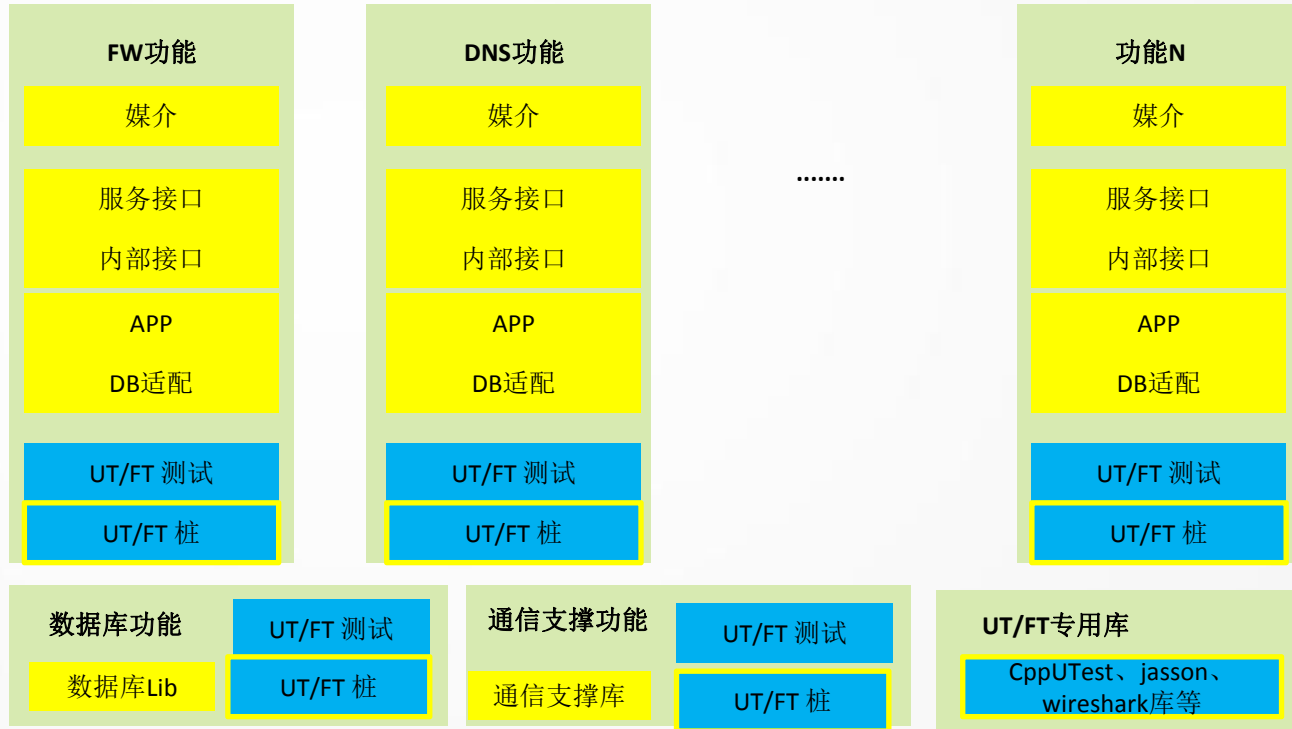 FW功能
媒介
服务接口
内部接口
APP
DB适配
UT/FT 测试
UT/FT 桩
DNS功能
媒介
服务接口
内部接口
APP
DB适配
UT/FT 测试
UT/FT 桩
.......
功能N
媒介
服务接口
内部接口
APP
DB适配
UT/FT 测试
UT/FT 桩
数据库功能
数据库Lib
UT/FT 测试
UT/FT 桩
通信支撑功能
通信支撑库
UT/FT 测试
UT/FT 桩
UT/FT专用库
CppUTest、jasson、
wireshark库等